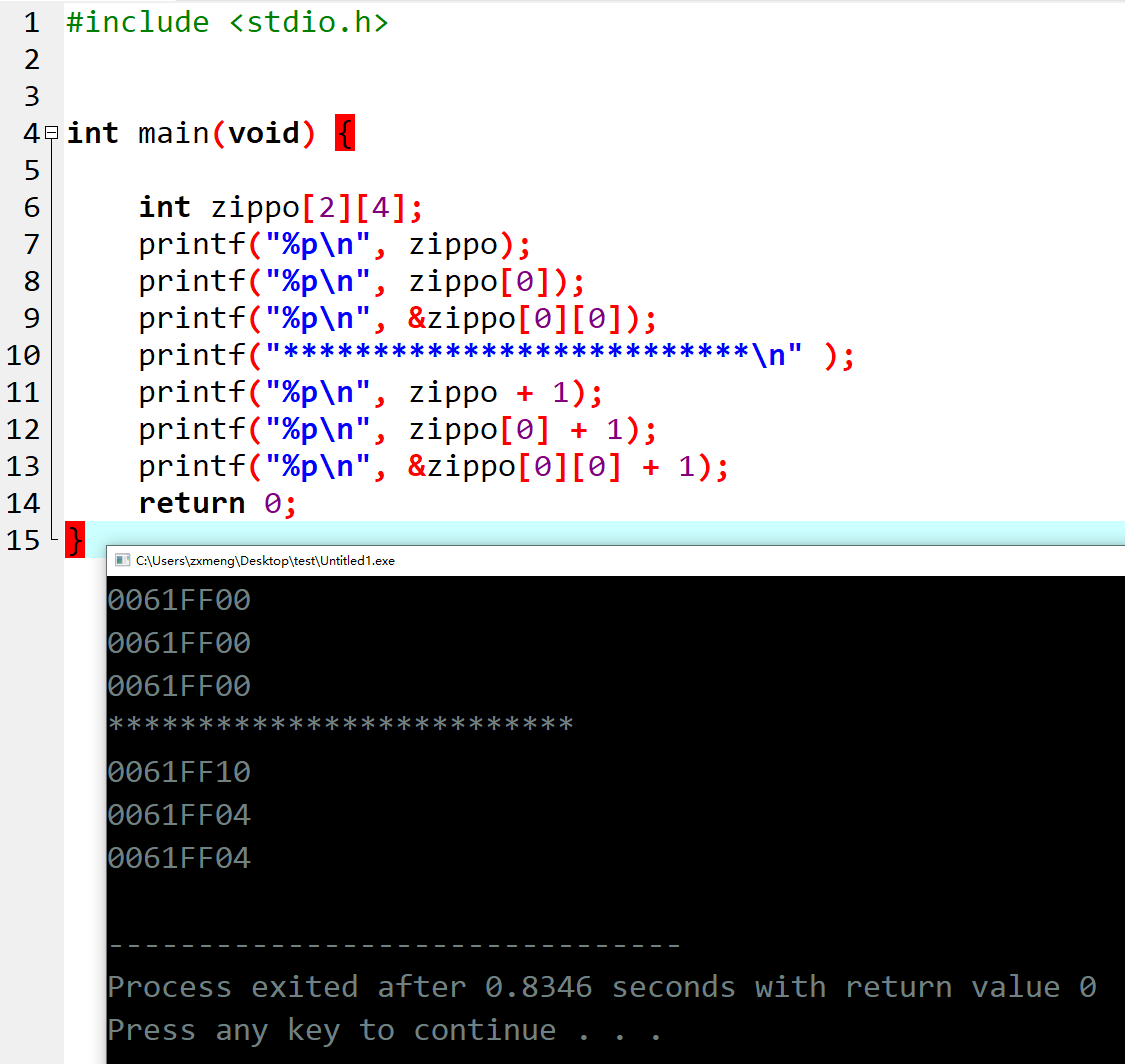 1 #include <stdio.h>
2
3
4 int main(void) {
5
6     int zippo[2][4];
7     printf("%p\n", zippo);
8     printf("%p\n", zippo[0]);
9     printf("%p\n", &zippo[0][0]);
10     printf("**************************\n" );
11     printf("%p\n", zippo + 1);
12     printf("%p\n", zippo[0] + 1);
13     printf("%p\n", &zippo[0][0] + 1);
14     return 0;
15 }
C:\Users\zxmeng\Desktop\test\Untitled1.exe
0061FF00
0061FF00
0061FF00
**************************
0061FF10
0061FF04
0061FF04
--------------------------------
Process exited after 0.8346 seconds with return value 0
Press any key to continue . . .